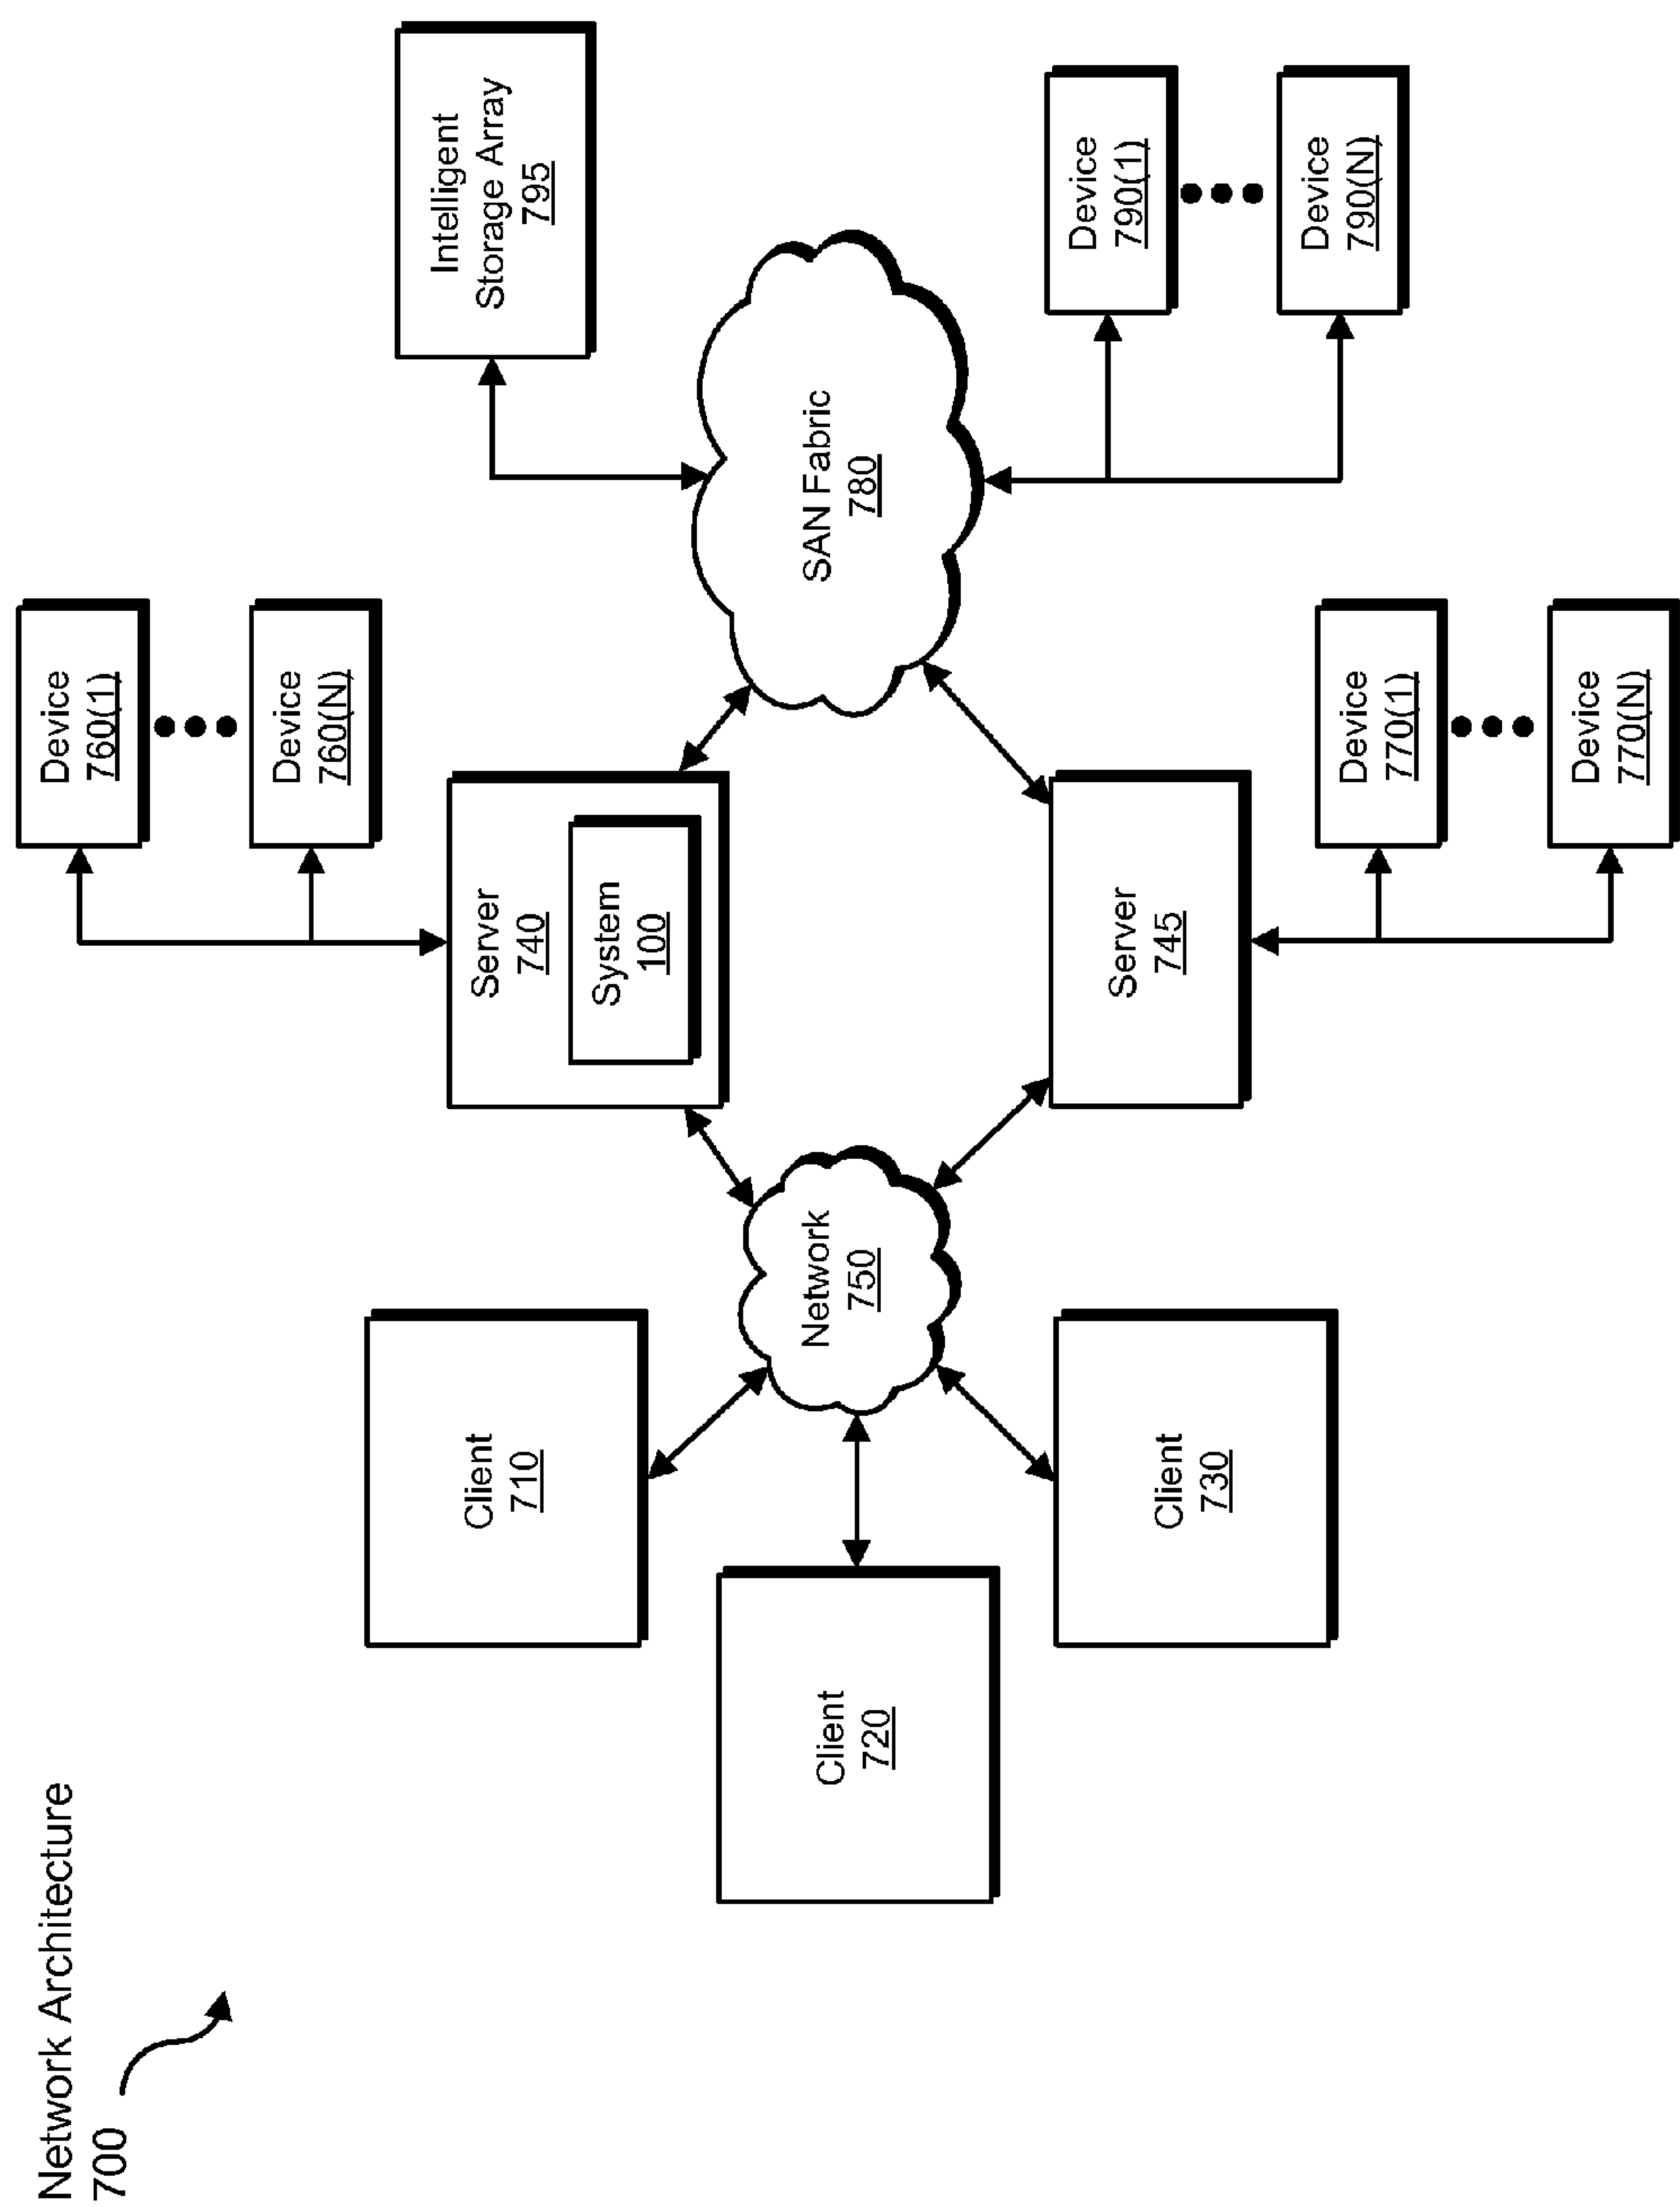 Network Architecture
700
Client
710
Client
720
Client
730
Network
750
Device
760(1)
Device
760(N)
Server
740
System
100
Server
745
Device
770(1)
Device
770(N)
SAN Fabric
780
Intelligent
Storage Array
795
Device
790(1)
Device
790(N)